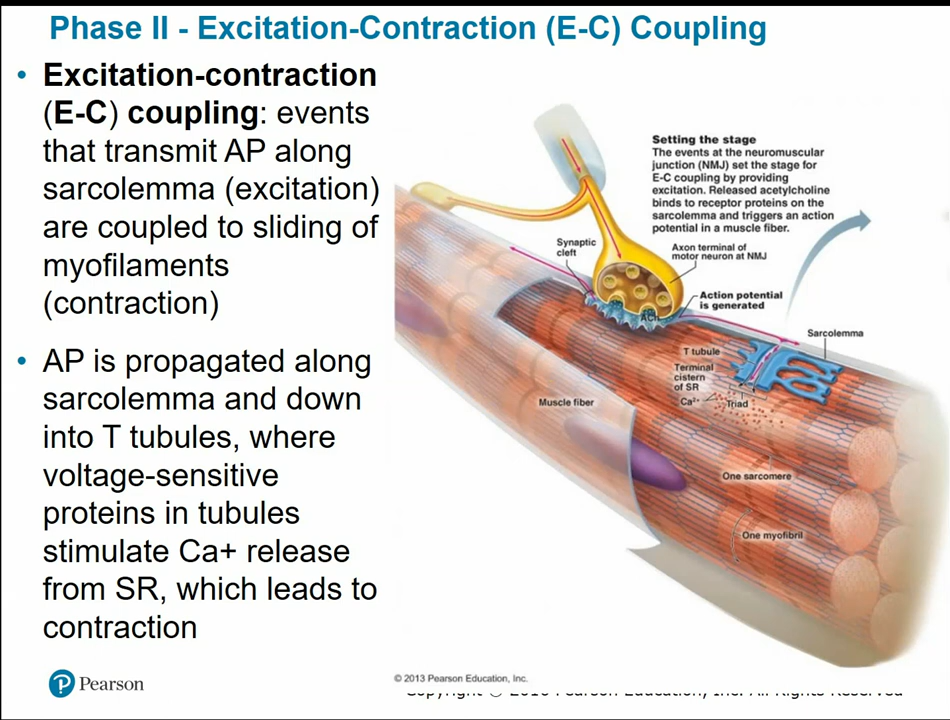 Phase II - Excitation-Contraction (E-C) Coupling
• Excitation-contraction
(E-C) coupling: events
that transmit AP along
sarcolemma (excitation)
are coupled to sliding of
myofilaments
(contraction)
• AP is propagated along
sarcolemma and down
into T tubules, where
voltage-sensitive
proteins in tubules
stimulate Ca+ release
from SR, which leads to
contraction
Setting the stage
The events at the neuromuscular
junction (NMJ) set the stage for
E-C coupling by providing
excitation. Released acetylcholine
binds to receptor proteins on the
sarcolemma and triggers an action
potential in a muscle fiber.
Synaptic
cleft
Axon terminal of
motor neuron at NMJ
Action potential
is generated
ACh
Sarcolemma
T tubule
Terminal
cistern
of SR
Ca²⁺
Triad
Muscle fiber
One sarcomere
One myofibril
Pearson
© 2013 Pearson Education, Inc.
Pearson Education, Inc. All Rights Reserved